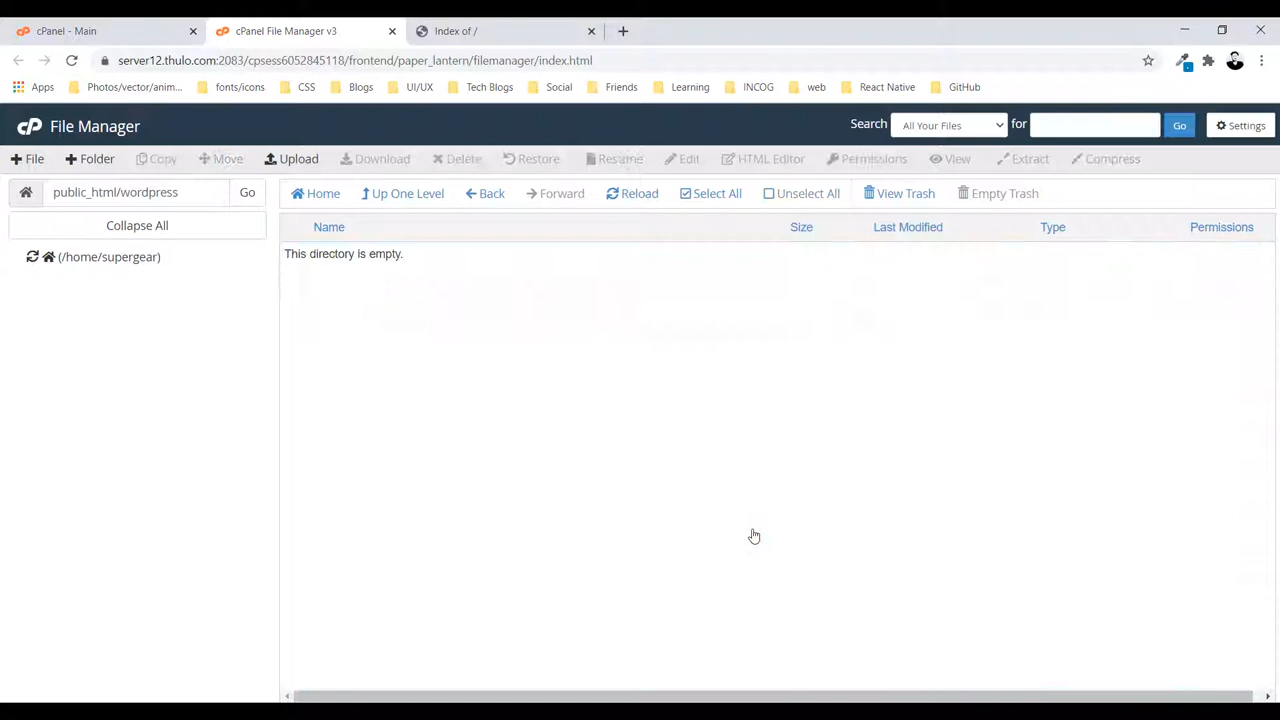 cPanel - Main
cPanel File Manager v3
Index of /
server12.thulo.com:2083/cpsess6052845118/frontend/paper_lantern/filemanager/index.html
Apps Photos/vector/anim... fonts/icons CSS Blogs UI/UX Tech Blogs Social Friends Learning INCOG web React Native GitHub
cP File Manager Search All Your Files for Go Settings
File Folder Copy Move Upload Download Delete Restore Rename Edit HTML Editor Permissions View Extract Compress
public_html/wordpress Go Home Up One Level Back Forward Reload Select All Unselect All View Trash Empty Trash
Collapse All
Name Size Last Modified Type Permissions
(/home/supergear)
This directory is empty.